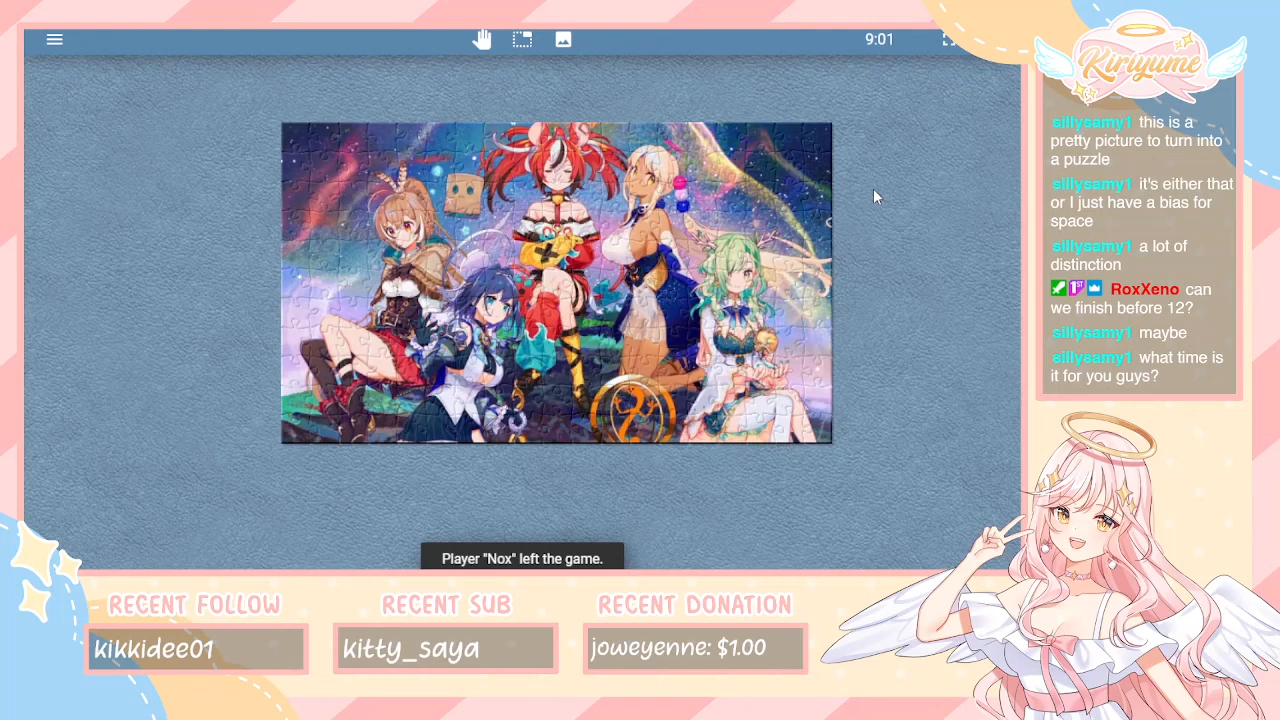 9:01
Kiriyume
sillysamy1 this is a
pretty picture to turn into
a puzzle
sillysamy1 it's either that
or I just have a bias for
space
sillysamy1 a lot of
distinction
1ST RoxXeno can
we finish before 12?
sillysamy1 maybe
sillysamy1 what time is
it for you guys?
Player "Nox" left the game.
RECENT FOLLOW
kikkidee01
RECENT SUB
kitty_saya
RECENT DONATION
joweyenne: $1.00